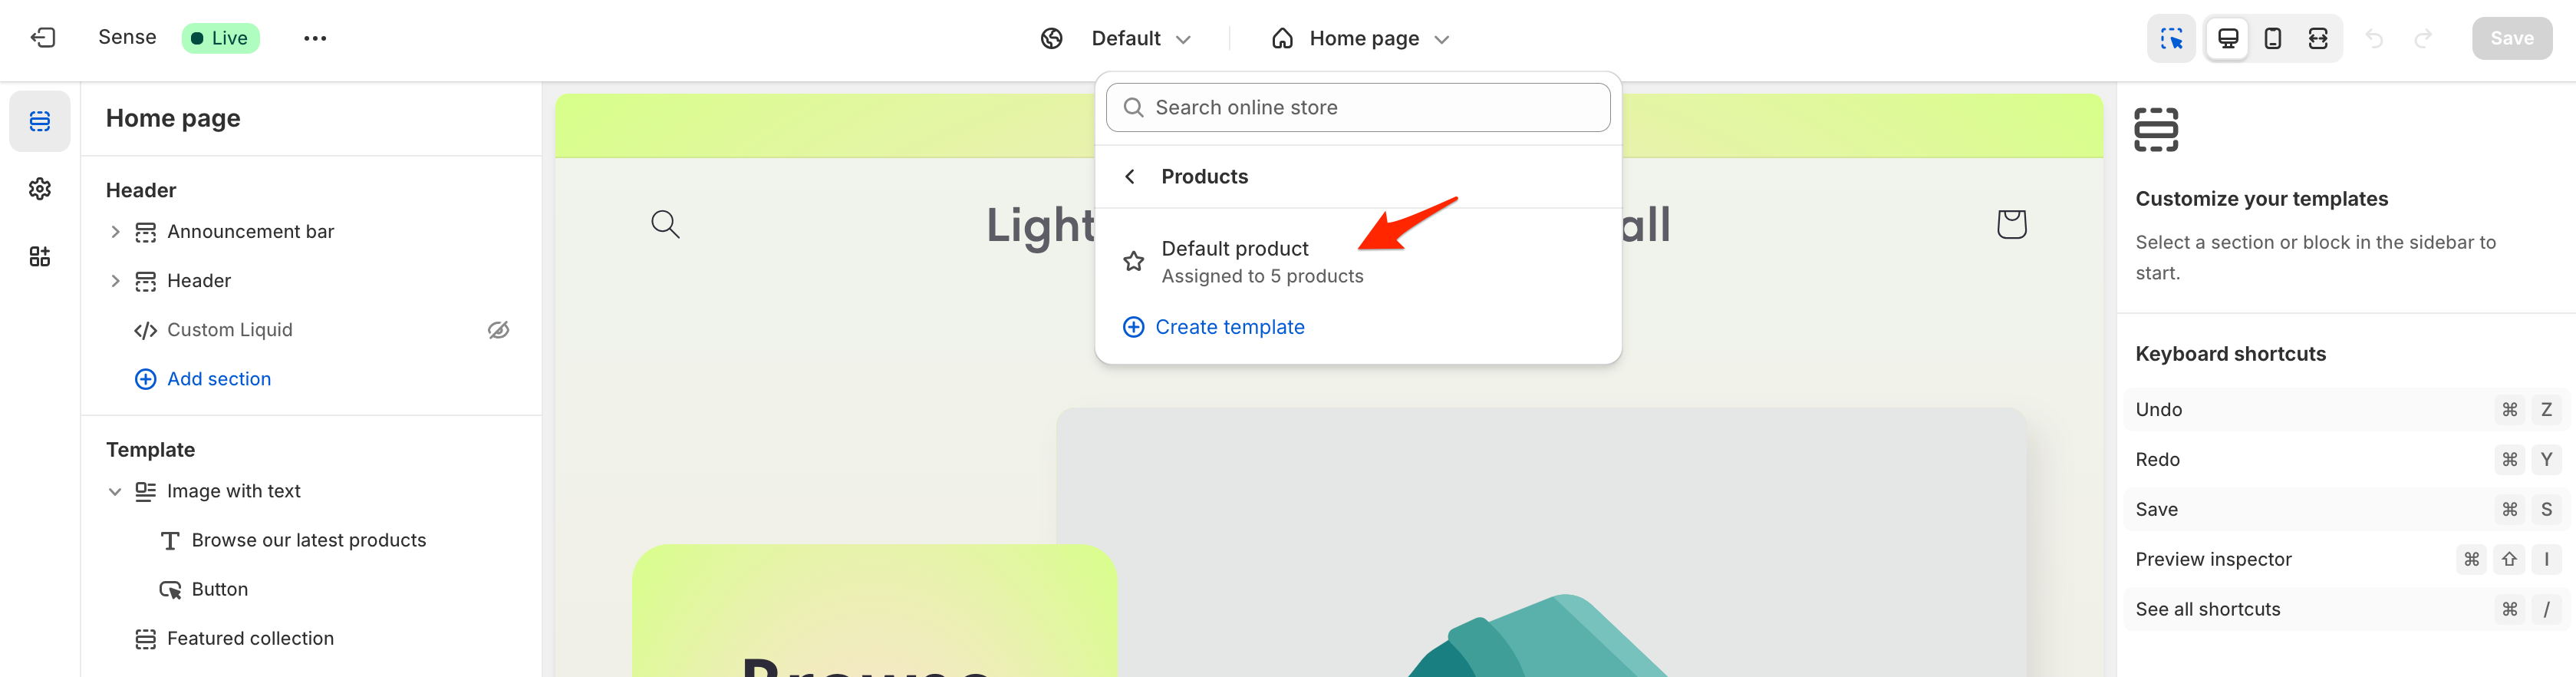 Sense
Live
Default
Home page
Save
Home page
Header
Announcement bar
Header
Custom Liquid
Add section
Template
Image with text
Browse our latest products
Button
Featured collection
Search online store
Products
Default product
Assigned to 5 products
Create template
Light
all
Customize your templates
Select a section or block in the sidebar to
start.
Keyboard shortcuts
Undo ⌘ Z
Redo ⌘ Y
Save ⌘ S
Preview inspector ⌘ ⇧ I
See all shortcuts ⌘ /
Browse